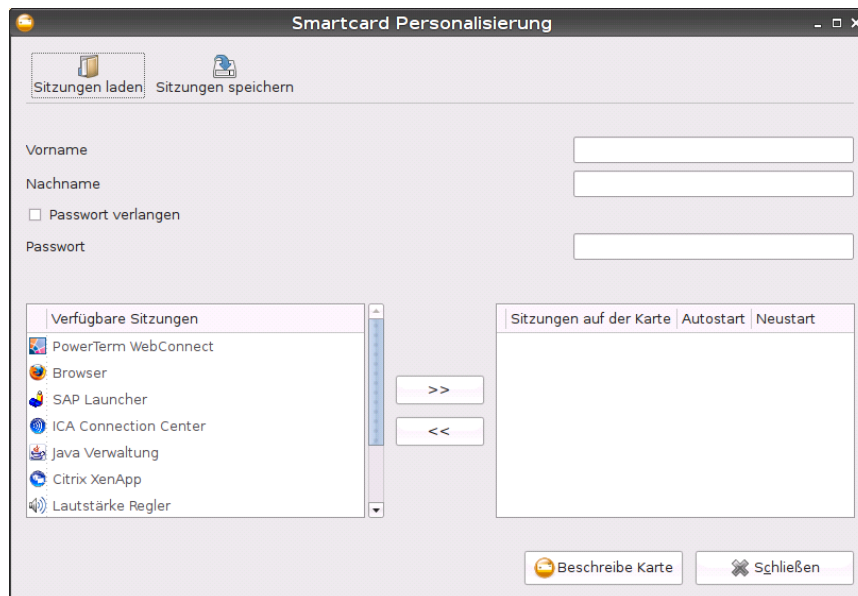 Smartcard Personalisierung
Sitzungen laden Sitzungen speichern
Vorname
Nachname
Passwort verlangen
Passwort
Verfügbare Sitzungen
PowerTerm WebConnect
Browser
SAP Launcher
ICA Connection Center
Java Verwaltung
Citrix XenApp
Lautstärke Regler
>>
<<
Sitzungen auf der Karte Autostart Neustart
Beschreibe Karte Schließen